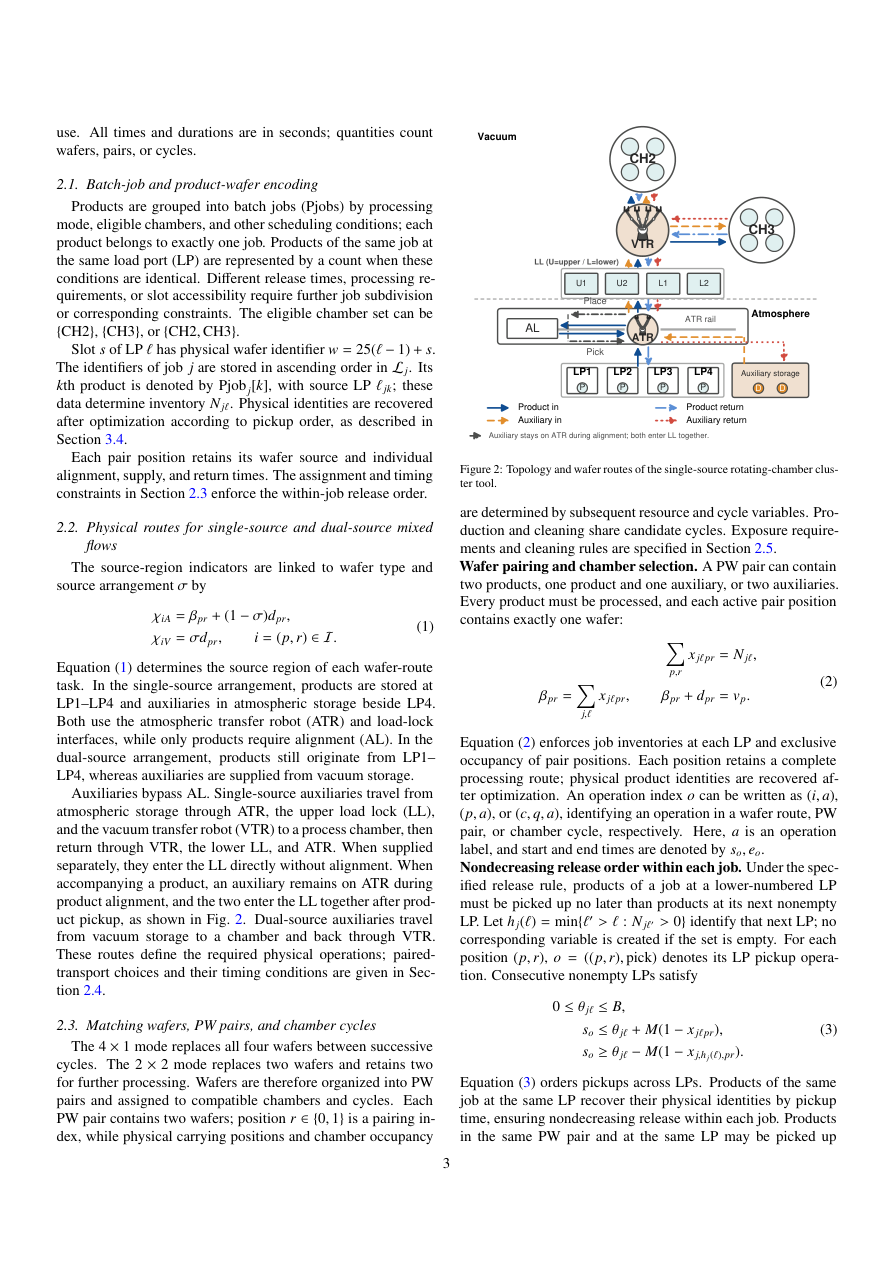 use. All times and durations are in seconds; quantities count
wafers, pairs, or cycles.
2.1. Batch-job and product-wafer encoding
Products are grouped into batch jobs (Pjobs) by processing
mode, eligible chambers, and other scheduling conditions; each
product belongs to exactly one job. Products of the same job at
the same load port (LP) are represented by a count when these
conditions are identical. Different release times, processing re-
quirements, or slot accessibility require further job subdivision
or corresponding constraints. The eligible chamber set can be
{CH2}, {CH3}, or {CH2, CH3}.
Slot s of LP ℓ has physical wafer identifier w = 25(ℓ − 1) + s.
The identifiers of job j are stored in ascending order in ℒj. Its
kth product is denoted by Pjobj[k], with source LP ℓjk; these
data determine inventory Njℓ. Physical identities are recovered
after optimization according to pickup order, as described in
Section 3.4.
Each pair position retains its wafer source and individual
alignment, supply, and return times. The assignment and timing
constraints in Section 2.3 enforce the within-job release order.
2.2. Physical routes for single-source and dual-source mixed
flows
The source-region indicators are linked to wafer type and
source arrangement σ by
χiA = βpr + (1 − σ)dpr,
χiV = σdpr, i = (p, r) ∈ ℐ.
(1)
Equation (1) determines the source region of each wafer-route
task. In the single-source arrangement, products are stored at
LP1–LP4 and auxiliaries in atmospheric storage beside LP4.
Both use the atmospheric transfer robot (ATR) and load-lock
interfaces, while only products require alignment (AL). In the
dual-source arrangement, products still originate from LP1–
LP4, whereas auxiliaries are supplied from vacuum storage.
Auxiliaries bypass AL. Single-source auxiliaries travel from
atmospheric storage through ATR, the upper load lock (LL),
and the vacuum transfer robot (VTR) to a process chamber, then
return through VTR, the lower LL, and ATR. When supplied
separately, they enter the LL directly without alignment. When
accompanying a product, an auxiliary remains on ATR during
product alignment, and the two enter the LL together after prod-
uct pickup, as shown in Fig. 2. Dual-source auxiliaries travel
from vacuum storage to a chamber and back through VTR.
These routes define the required physical operations; paired-
transport choices and their timing conditions are given in Sec-
tion 2.4.
2.3. Matching wafers, PW pairs, and chamber cycles
The 4 × 1 mode replaces all four wafers between successive
cycles. The 2 × 2 mode replaces two wafers and retains two
for further processing. Wafers are therefore organized into PW
pairs and assigned to compatible chambers and cycles. Each
PW pair contains two wafers; position r ∈ {0, 1} is a pairing in-
dex, while physical carrying positions and chamber occupancy
Vacuum
CH2
VTR
CH3
LL (U=upper / L=lower)
U1 U2 L1 L2
Place
Atmosphere
AL
ATR rail
ATR
Pick
LP1 LP2 LP3 LP4
Auxiliary storage
P P P P D D
Product in
Product return
Auxiliary in
Auxiliary return
Auxiliary stays on ATR during alignment; both enter LL together.
Figure 2: Topology and wafer routes of the single-source rotating-chamber clus-
ter tool.
are determined by subsequent resource and cycle variables. Pro-
duction and cleaning share candidate cycles. Exposure require-
ments and cleaning rules are specified in Section 2.5.
Wafer pairing and chamber selection. A PW pair can contain
two products, one product and one auxiliary, or two auxiliaries.
Every product must be processed, and each active pair position
contains exactly one wafer:
∑p,r xjℓpr = Njℓ,
βpr = ∑j,ℓ xjℓpr, βpr + dpr = νp.
(2)
Equation (2) enforces job inventories at each LP and exclusive
occupancy of pair positions. Each position retains a complete
processing route; physical product identities are recovered af-
ter optimization. An operation index o can be written as (i, a),
(p, a), or (c, q, a), identifying an operation in a wafer route, PW
pair, or chamber cycle, respectively. Here, a is an operation
label, and start and end times are denoted by so, eo.
Nondecreasing release order within each job. Under the spec-
ified release rule, products of a job at a lower-numbered LP
must be picked up no later than products at its next nonempty
LP. Let hj(ℓ) = min{ℓ′ > ℓ : Njℓ′ > 0} identify that next LP; no
corresponding variable is created if the set is empty. For each
position (p, r), o = ((p, r), pick) denotes its LP pickup opera-
tion. Consecutive nonempty LPs satisfy
0 ≤ θjℓ ≤ B,
so ≤ θjℓ + M(1 − xjℓpr),
so ≥ θjℓ − M(1 − xj,hj(ℓ),pr).
(3)
Equation (3) orders pickups across LPs. Products of the same
job at the same LP recover their physical identities by pickup
time, ensuring nondecreasing release within each job. Products
in the same PW pair and at the same LP may be picked up
3